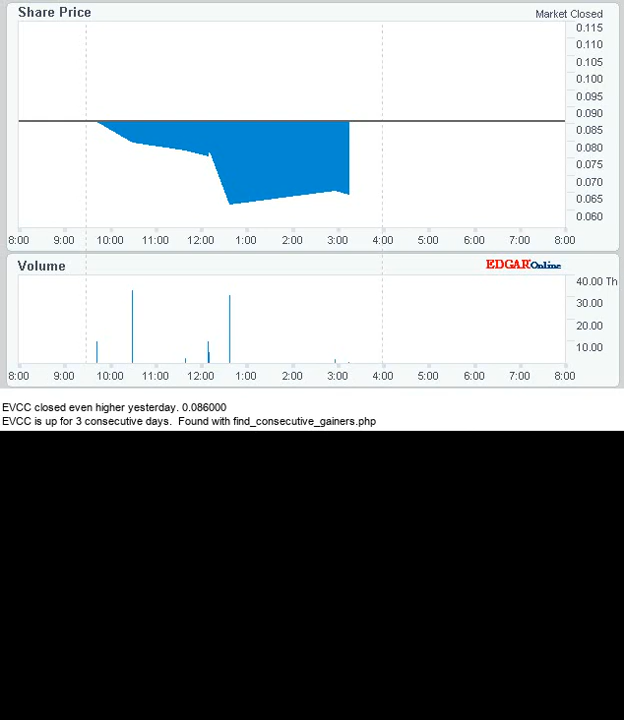 Share Price
Market Closed
0.115
0.110
0.105
0.100
0.095
0.090
0.085
0.080
0.075
0.070
0.065
0.060
8:00 9:00 10:00 11:00 12:00 1:00 2:00 3:00 4:00 5:00 6:00 7:00 8:00
Volume
EDGAROnline
40.00 Th
30.00
20.00
10.00
8:00 9:00 10:00 11:00 12:00 1:00 2:00 3:00 4:00 5:00 6:00 7:00 8:00
EVCC closed even higher yesterday. 0.086000
EVCC is up for 3 consecutive days.  Found with find_consecutive_gainers.php